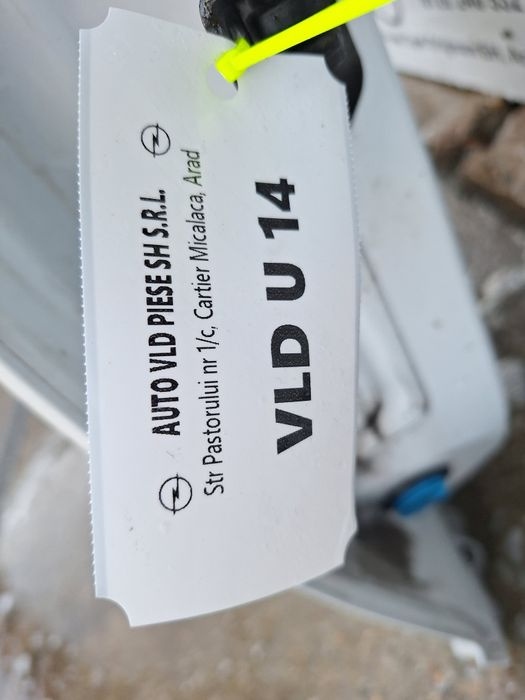 AUTO VLD PIESE SH S.R.L.
Str Pastorului nr 1/c, Cartier Micalaca, Arad
VLD U 14